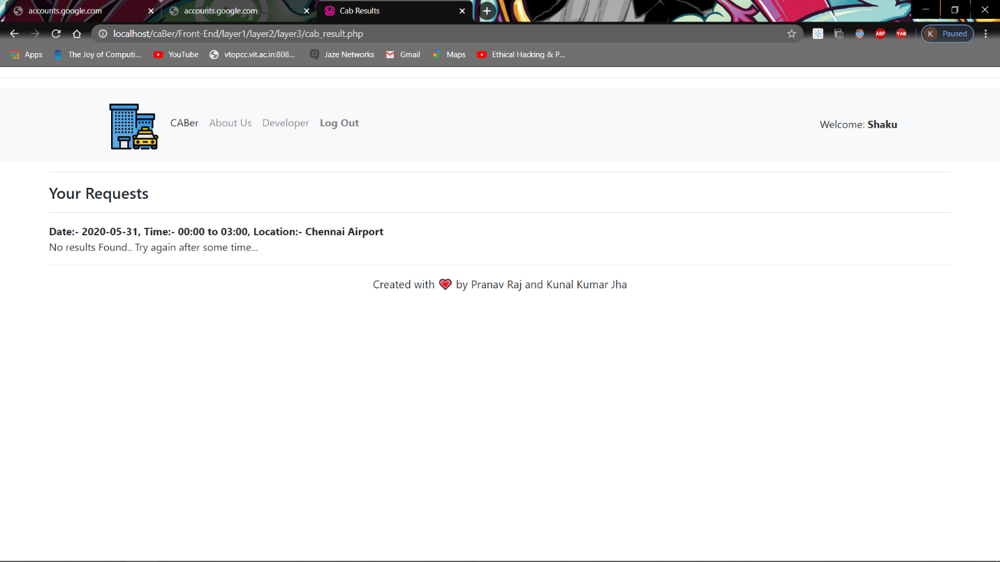 accounts.google.com
accounts.google.com
Cab Results
localhost/caBer/Front-End/layer1/layer2/layer3/cab_result.php
ABP
YAB
K Paused
Apps
The Joy of Computi...
YouTube
vtopcc.vit.ac.in:808...
Jaze Networks
Gmail
Maps
Ethical Hacking & P...
CABer About Us Developer Log Out
Welcome: Shaku
Your Requests
Date:- 2020-05-31, Time:- 00:00 to 03:00, Location:- Chennai Airport
No results Found.. Try again after some time...
Created with 💗 by Pranav Raj and Kunal Kumar Jha